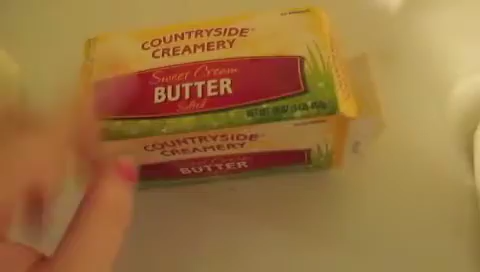 COUNTRYSIDE
CREAMERY
Sweet Cream
BUTTER
Salted
COUNTRYSIDE
CREAMERY
BUTTER